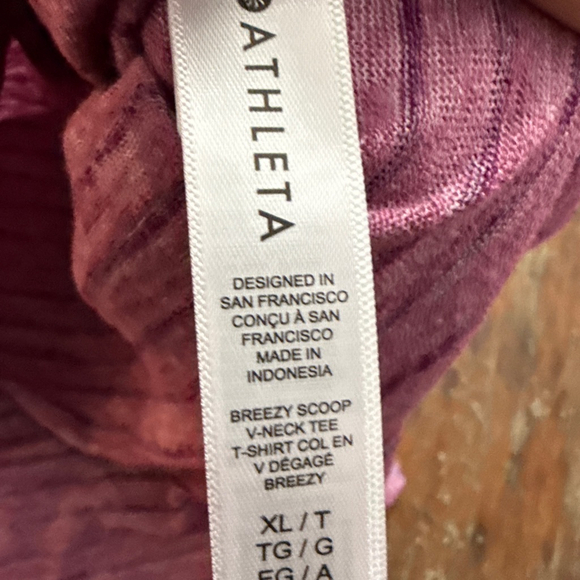 ATHLETA
DESIGNED IN
SAN FRANCISCO
CONÇU À SAN
FRANCISCO
MADE IN
INDONESIA
BREEZY SCOOP
V-NECK TEE
T-SHIRT COL EN
V DÉGAGÉ
BREEZY
XL / T
TG / G
EG / A